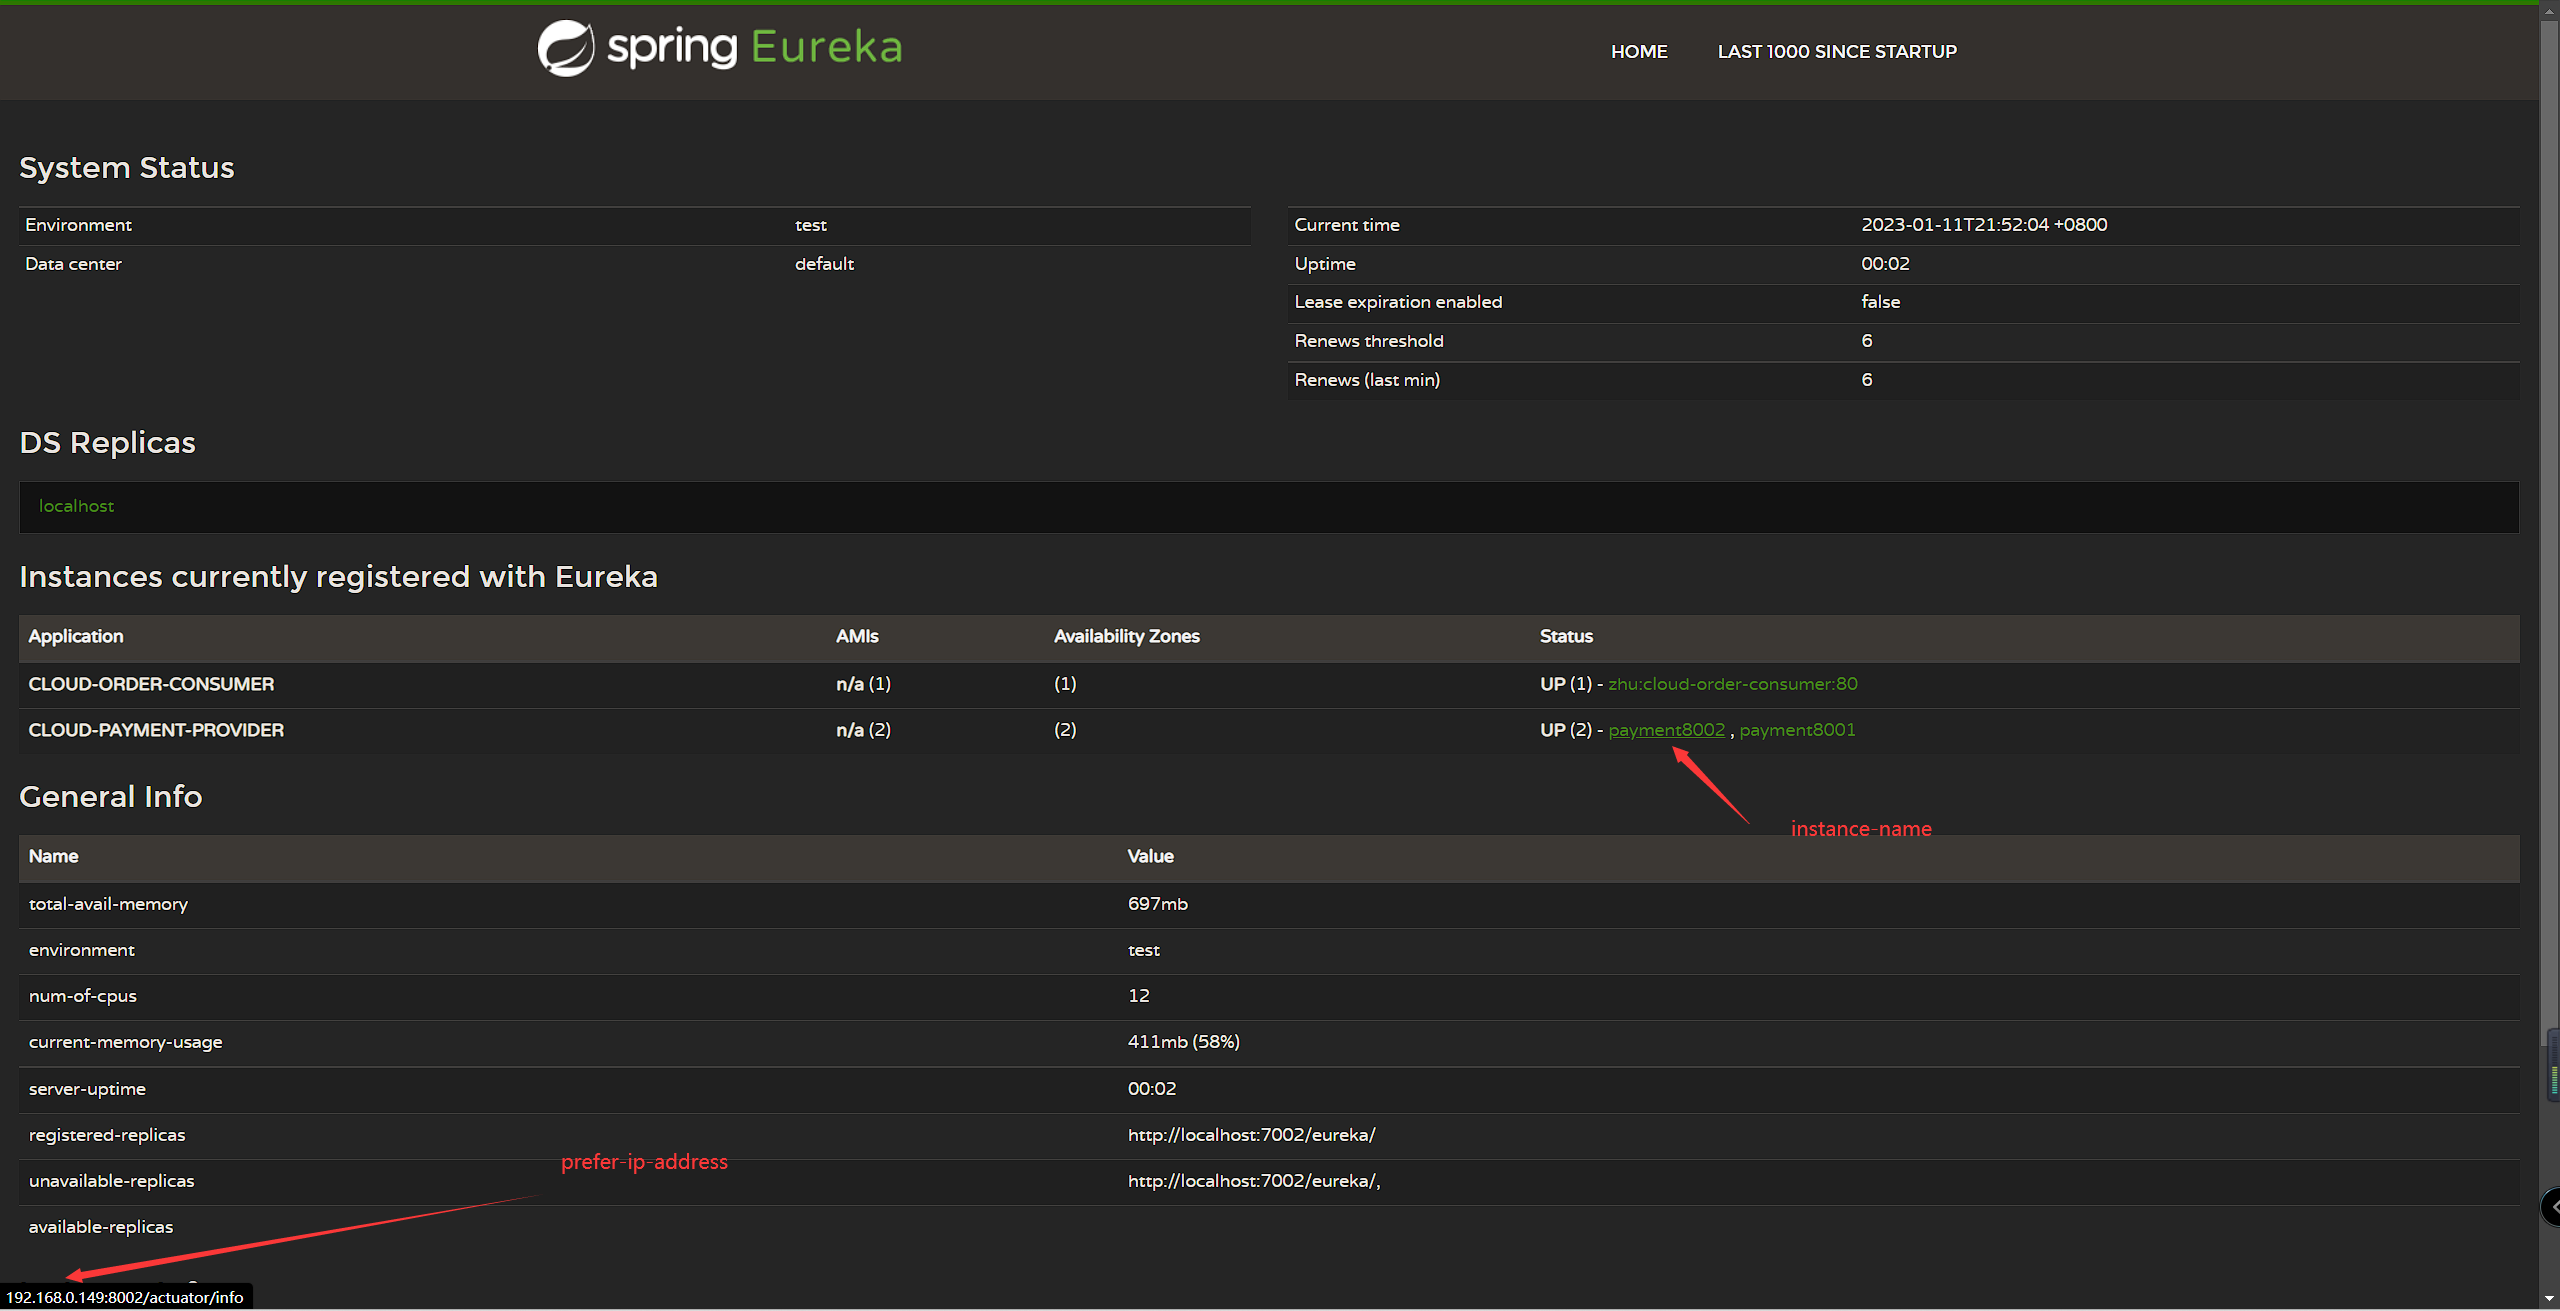 spring Eureka
HOME LAST 1000 SINCE STARTUP
System Status
Environment test
Data center default
Current time 2023-01-11T21:52:04 +0800
Uptime 00:02
Lease expiration enabled false
Renews threshold 6
Renews (last min) 6
DS Replicas
localhost
Instances currently registered with Eureka
Application AMIs Availability Zones Status
CLOUD-ORDER-CONSUMER n/a (1) (1) UP (1) - zhu:cloud-order-consumer:80
CLOUD-PAYMENT-PROVIDER n/a (2) (2) UP (2) - payment8002 , payment8001
General Info
instance-name
Name Value
total-avail-memory 697mb
environment test
num-of-cpus 12
current-memory-usage 411mb (58%)
server-uptime 00:02
registered-replicas http://localhost:7002/eureka/
prefer-ip-address
unavailable-replicas http://localhost:7002/eureka/,
available-replicas
192.168.0.149:8002/actuator/info